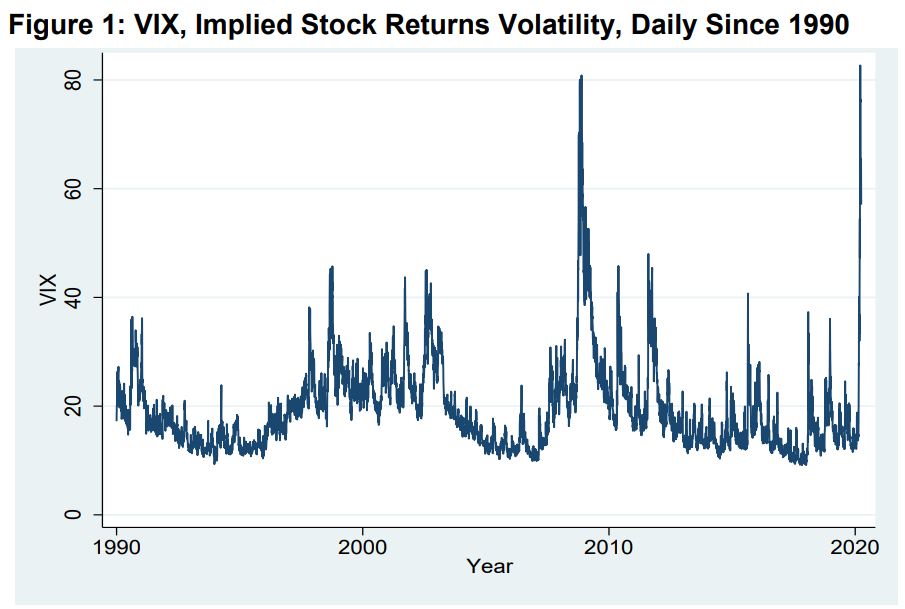 Figure 1: VIX, Implied Stock Returns Volatility, Daily Since 1990
80
60
40
20
0
VIX
1990 2000 2010 2020
Year